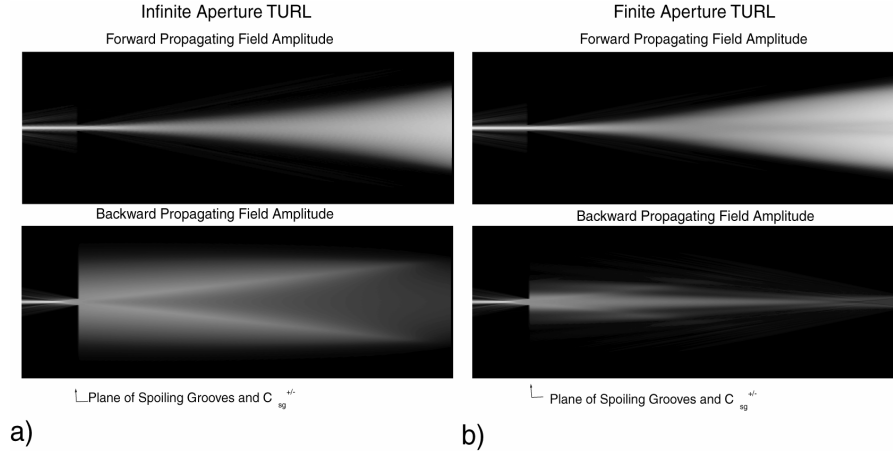 Infinite Aperture TURL
Forward Propagating Field Amplitude
Backward Propagating Field Amplitude
Plane of Spoiling Grooves and C sg +/-
a)
Finite Aperture TURL
Forward Propagating Field Amplitude
Backward Propagating Field Amplitude
Plane of Spoiling Grooves and C sg +/-
b)